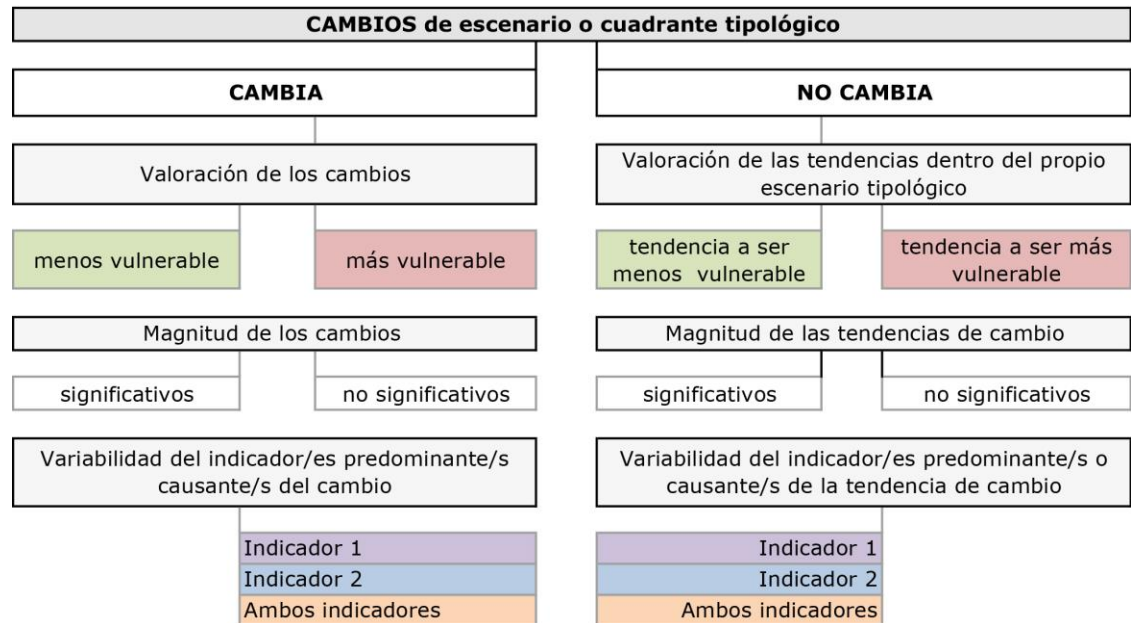 CAMBIOS de escenario o cuadrante tipológico
CAMBIA
NO CAMBIA
Valoración de los cambios
Valoración de las tendencias dentro del propio
escenario tipológico
menos vulnerable
más vulnerable
tendencia a ser
menos vulnerable
tendencia a ser más
vulnerable
Magnitud de los cambios
Magnitud de las tendencias de cambio
significativos
no significativos
significativos
no significativos
Variabilidad del indicador/es predominante/s
causante/s del cambio
Variabilidad del indicador/es predominante/s o
causante/s de la tendencia de cambio
Indicador 1
Indicador 2
Ambos indicadores
Indicador 1
Indicador 2
Ambos indicadores